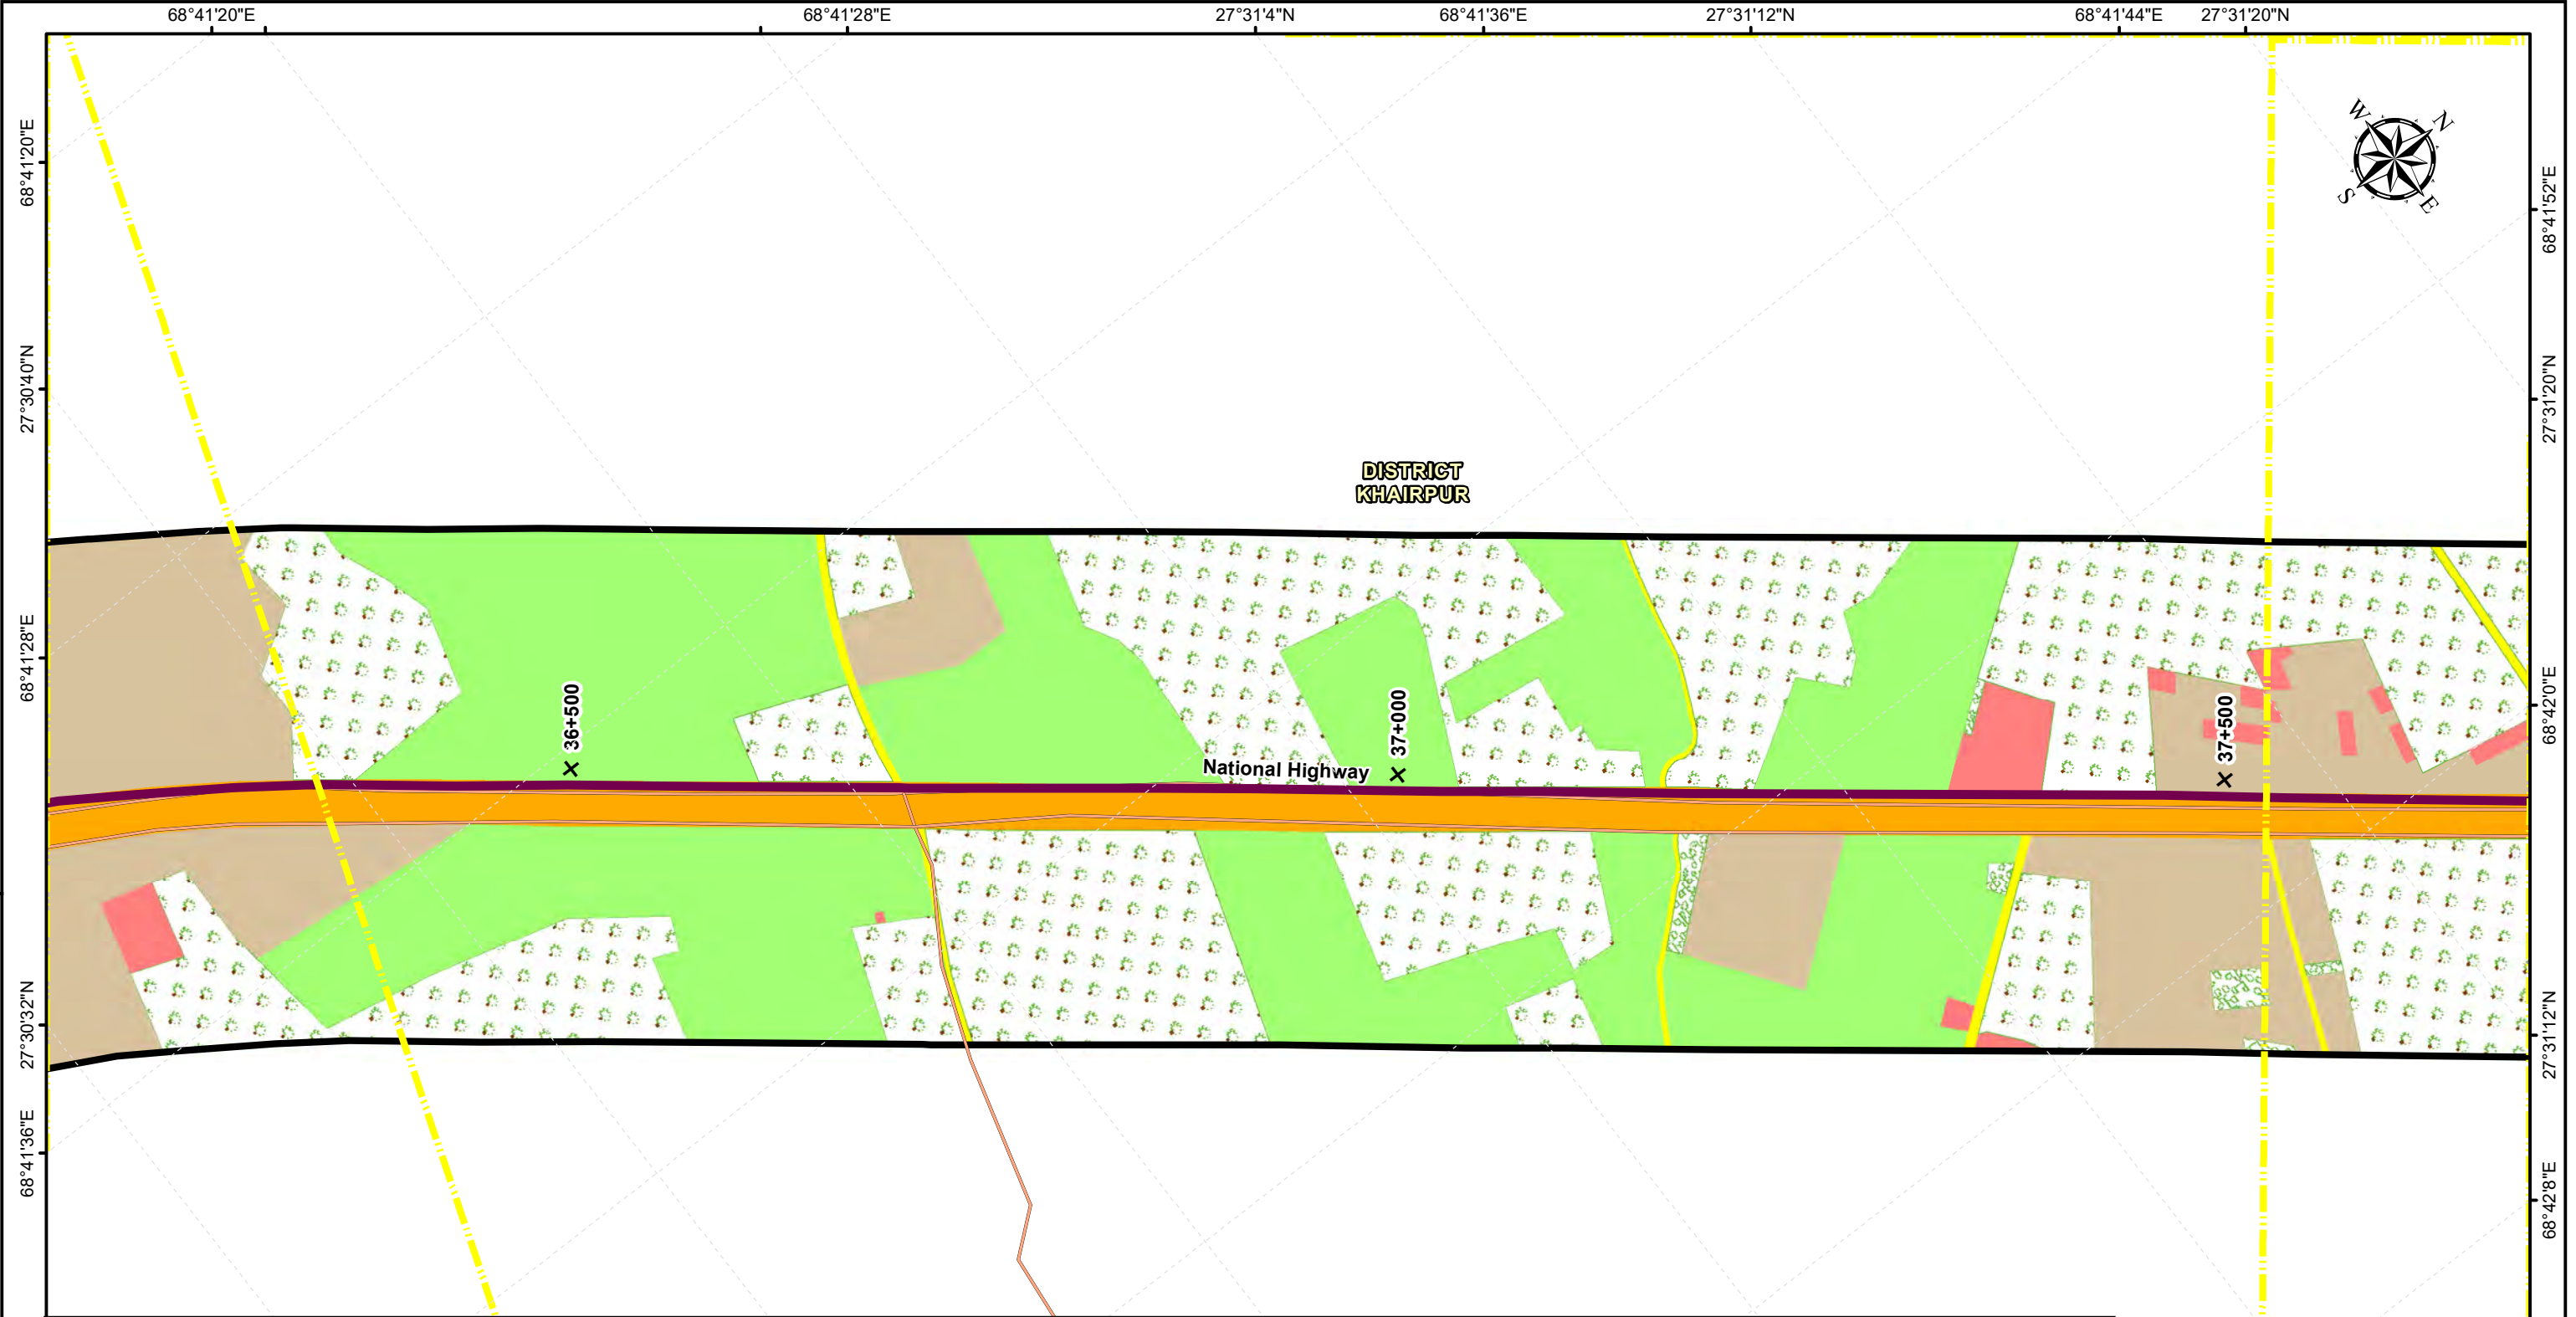 68°41'20"E
68°41'28"E
27°31'4"N
68°41'36"E
27°31'12"N
68°41'44"E
27°31'20"N
W
N
S
E
68°41'20"E
27°30'40"N
68°41'28"E
27°30'32"N
68°41'36"E
68°41'52"E
27°31'20"N
68°42'0"E
27°31'12"N
68°42'8"E
DISTRICT
KHAIRPUR
36+500
37+000
37+500
National Highway